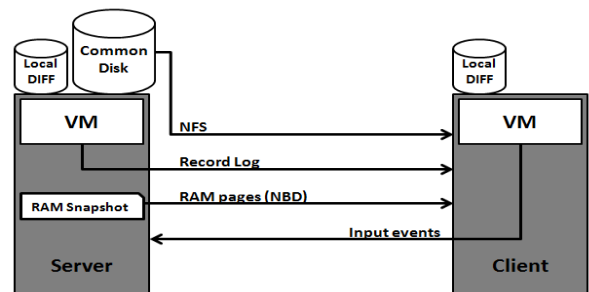 Local
DIFF
Common
Disk
Local
DIFF
VM
VM
NFS
Record Log
RAM Snapshot
RAM pages (NBD)
Input events
Server
Client